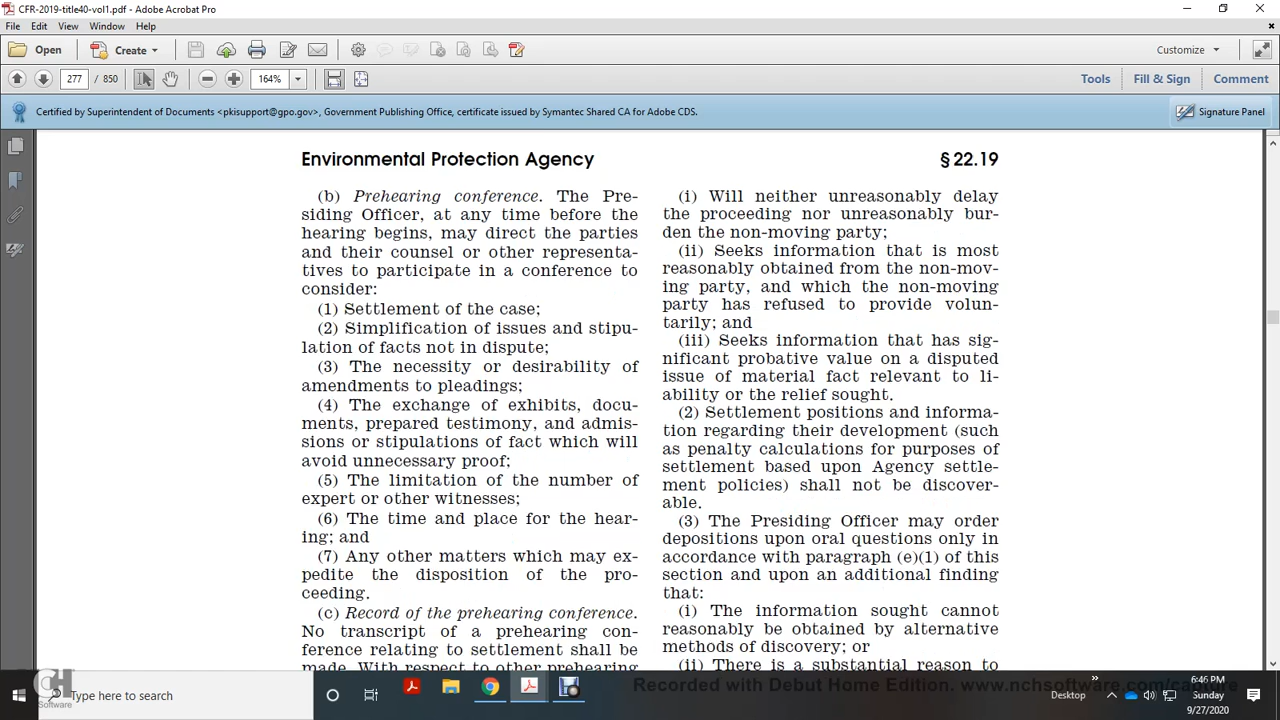 CFR-2019-title40-vol1.pdf - Adobe Acrobat Pro
File Edit View Window Help
Open Create Customize
277 / 850 164% Tools Fill & Sign Comment
Certified by Superintendent of Documents <pkisupport@gpo.gov>, Government Publishing Office, certificate issued by Symantec Shared CA for Adobe CDS.
Signature Panel
Environmental Protection Agency
§ 22.19
(b) Prehearing conference. The Pre-
siding Officer, at any time before the
hearing begins, may direct the parties
and their counsel or other representa-
tives to participate in a conference to
consider:
(1) Settlement of the case;
(2) Simplification of issues and stipu-
lation of facts not in dispute;
(3) The necessity or desirability of
amendments to pleadings;
(4) The exchange of exhibits, docu-
ments, prepared testimony, and admis-
sions or stipulations of fact which will
avoid unnecessary proof;
(5) The limitation of the number of
expert or other witnesses;
(6) The time and place for the hear-
ing; and
(7) Any other matters which may ex-
pedite the disposition of the pro-
ceeding.
(c) Record of the prehearing conference.
No transcript of a prehearing con-
ference relating to settlement shall be
made. With respect to other prehearing
(i) Will neither unreasonably delay
the proceeding nor unreasonably bur-
den the non-moving party;
(ii) Seeks information that is most
reasonably obtained from the non-mov-
ing party, and which the non-moving
party has refused to provide volun-
tarily; and
(iii) Seeks information that has sig-
nificant probative value on a disputed
issue of material fact relevant to li-
ability or the relief sought.
(2) Settlement positions and informa-
tion regarding their development (such
as penalty calculations for purposes of
settlement based upon Agency settle-
ment policies) shall not be discover-
able.
(3) The Presiding Officer may order
depositions upon oral questions only in
accordance with paragraph (e)(1) of this
section and upon an additional finding
that:
(i) The information sought cannot
reasonably be obtained by alternative
methods of discovery; or
(ii) There is a substantial reason to
Recorded with Debut Home Edition. www.nchsoftware.com/capture
CH
Software
Type here to search
Desktop
6:46 PM
Sunday
9/27/2020